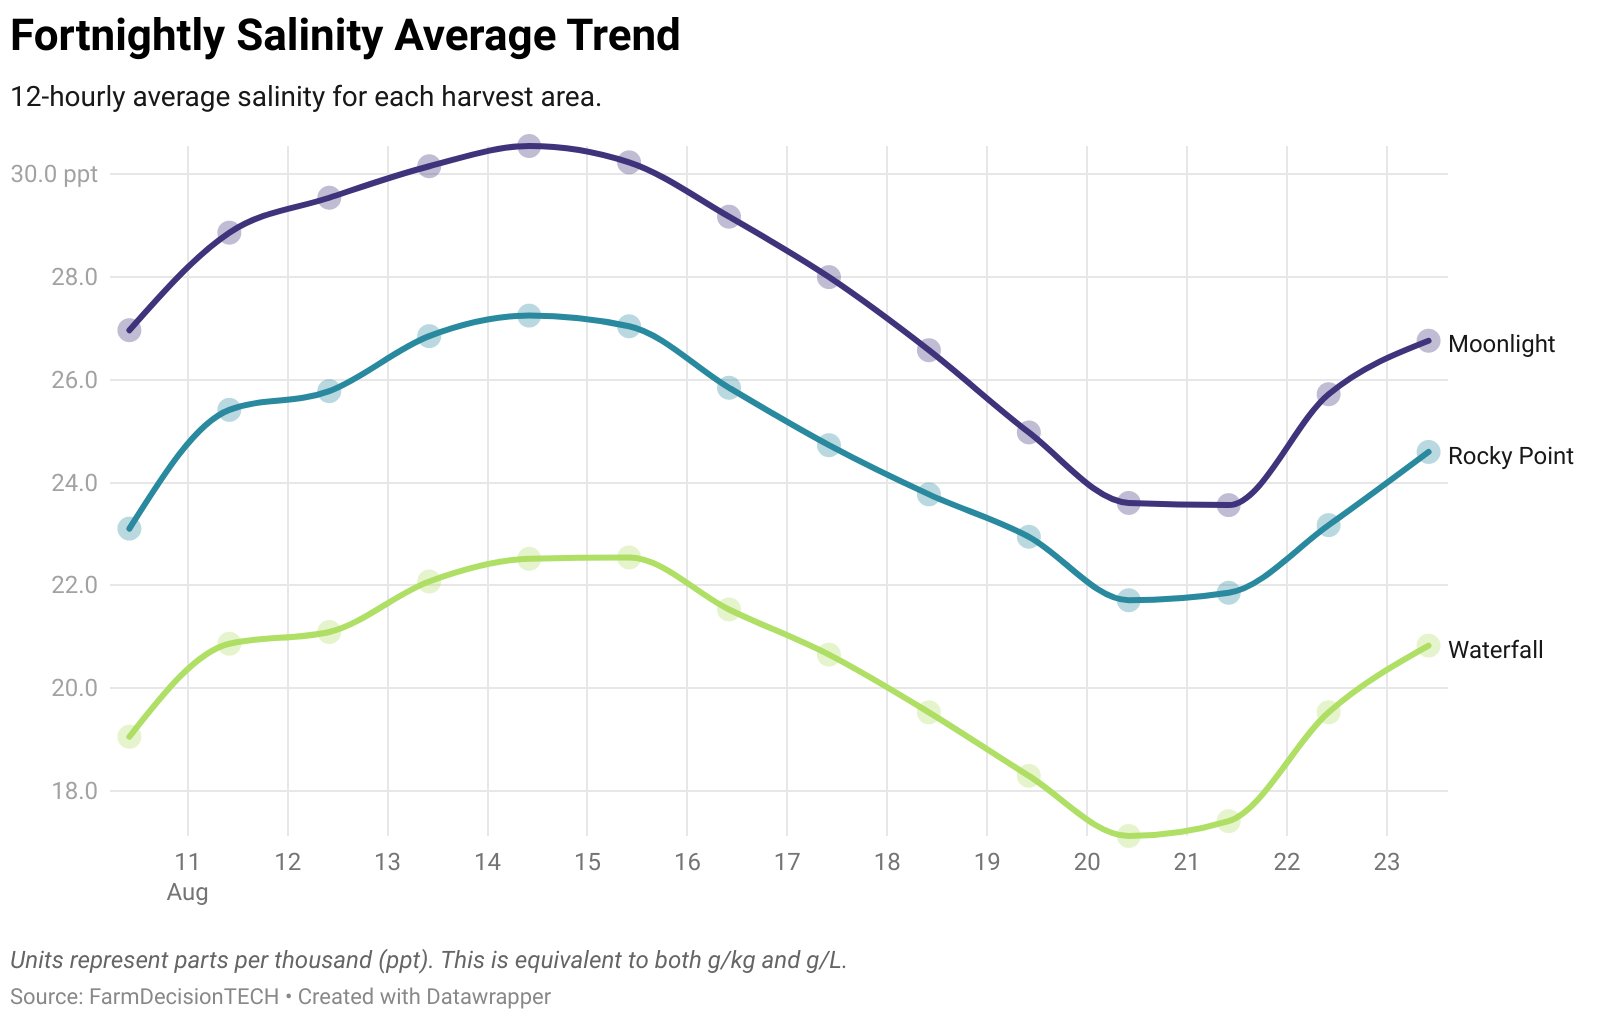 Fortnightly Salinity Average Trend
12-hourly average salinity for each harvest area.
30.0 ppt
28.0
26.0
24.0
22.0
20.0
18.0
Moonlight
Rocky Point
Waterfall
11 12 13 14 15 16 17 18 19 20 21 22 23
Aug
Units represent parts per thousand (ppt). This is equivalent to both g/kg and g/L.
Source: FarmDecisionTECH • Created with Datawrapper